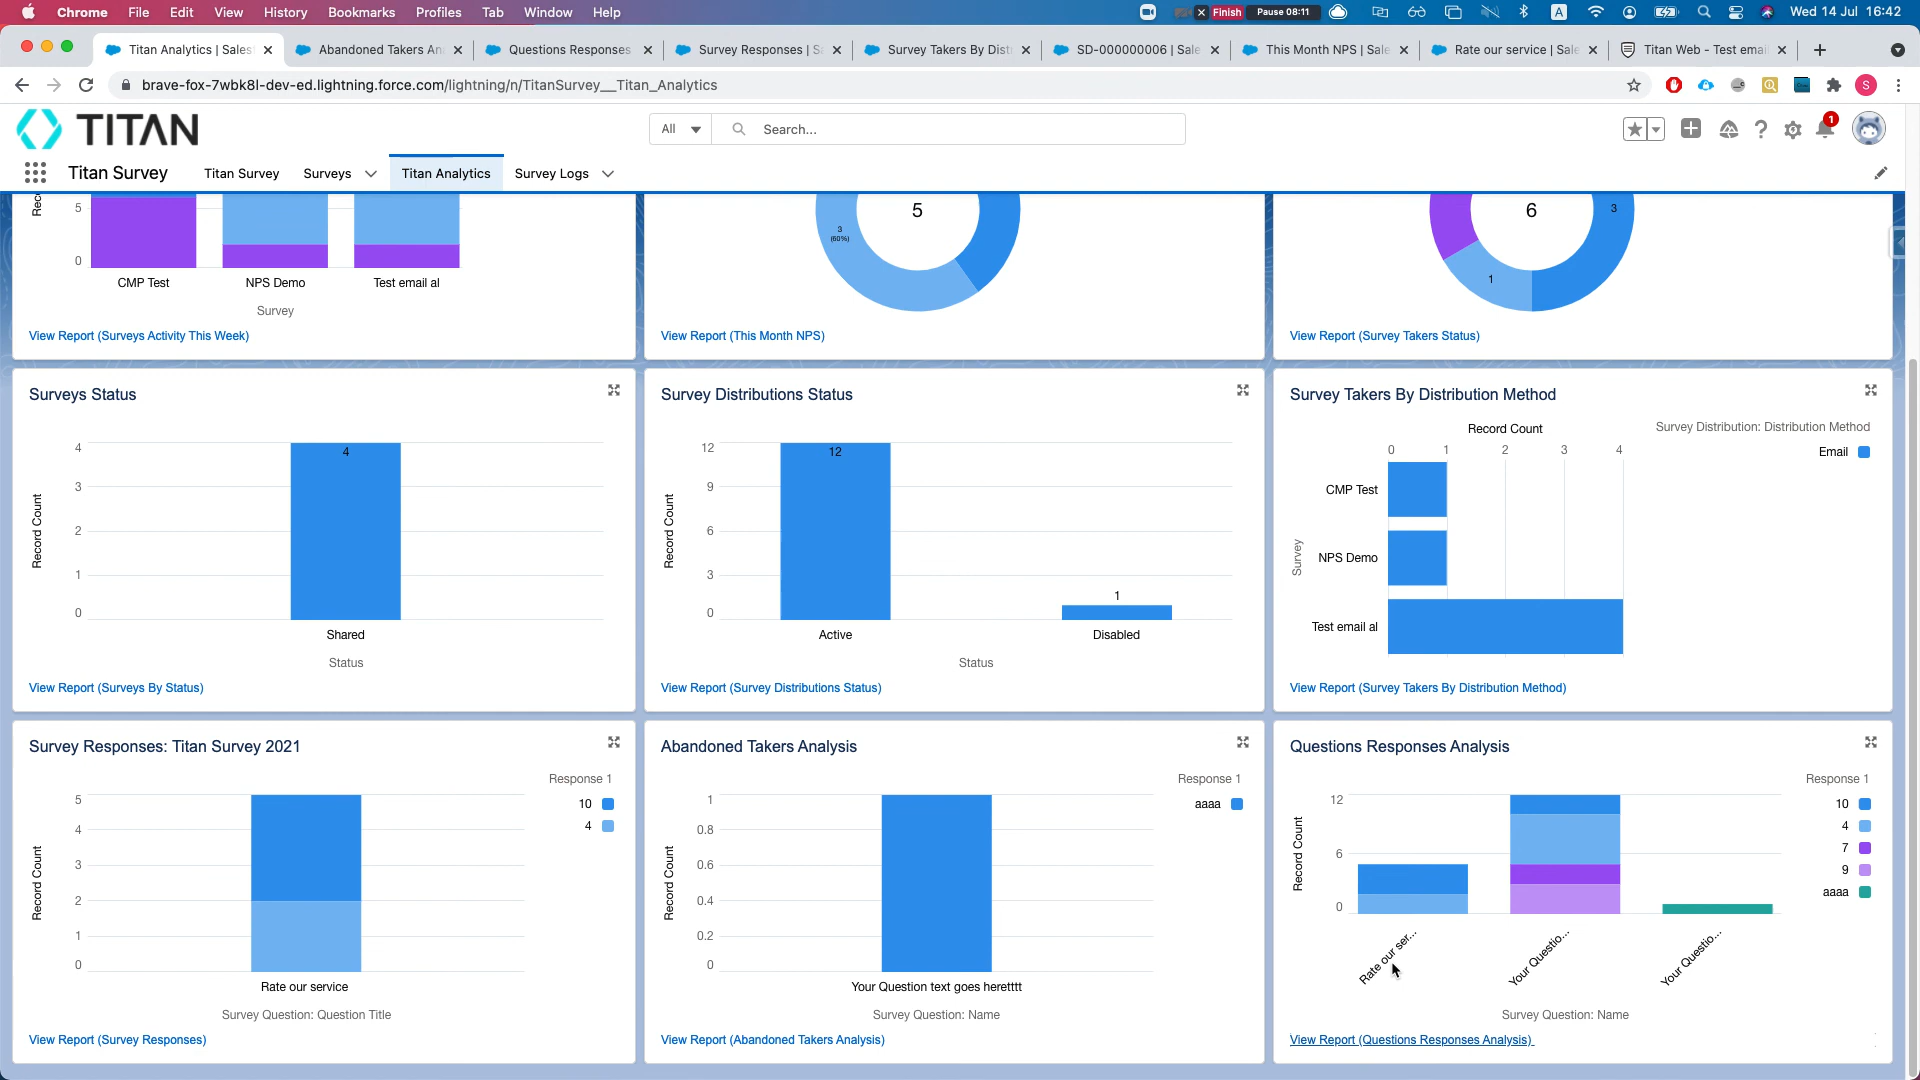 Chrome File Edit View History Bookmarks Profiles Tab Window Help
Finish Pause 08:11 A Wed 14 Jul 16:42
Titan Analytics | Sales
Abandoned Takers An
Questions Responses
Survey Responses | S
Survey Takers By Dist
SD-000000006 | Sale
This Month NPS | Sale
Rate our service | Sale
Titan Web - Test emai
brave-fox-7wbk8l-dev-ed.lightning.force.com/lightning/n/TitanSurvey__Titan_Analytics
S
TITAN
All
Search...
1
Titan Survey
Titan Survey Surveys Titan Analytics Survey Logs
5
0
CMP Test NPS Demo Test email al
Survey
View Report (Surveys Activity This Week)
5
3
(60%)
View Report (This Month NPS)
6
3
1
View Report (Survey Takers Status)
Surveys Status
Record Count
4
3
2
1
0
4
Shared
Status
View Report (Surveys By Status)
Survey Distributions Status
Record Count
12
9
6
3
0
12
1
Active Disabled
Status
View Report (Survey Distributions Status)
Survey Takers By Distribution Method
Record Count
0 1 2 3 4
Survey Distribution: Distribution Method
Email
Survey
CMP Test
NPS Demo
Test email al
View Report (Survey Takers By Distribution Method)
Survey Responses: Titan Survey 2021
Response 1
10
4
Record Count
5
4
3
2
1
0
Rate our service
Survey Question: Question Title
View Report (Survey Responses)
Abandoned Takers Analysis
Response 1
aaaa
Record Count
1
0.8
0.6
0.4
0.2
0
Your Question text goes heretttt
Survey Question: Name
View Report (Abandoned Takers Analysis)
Questions Responses Analysis
Response 1
10
4
7
9
aaaa
Record Count
12
6
0
Rate our ser...
Your Questio...
Your Questio...
Survey Question: Name
View Report (Questions Responses Analysis)